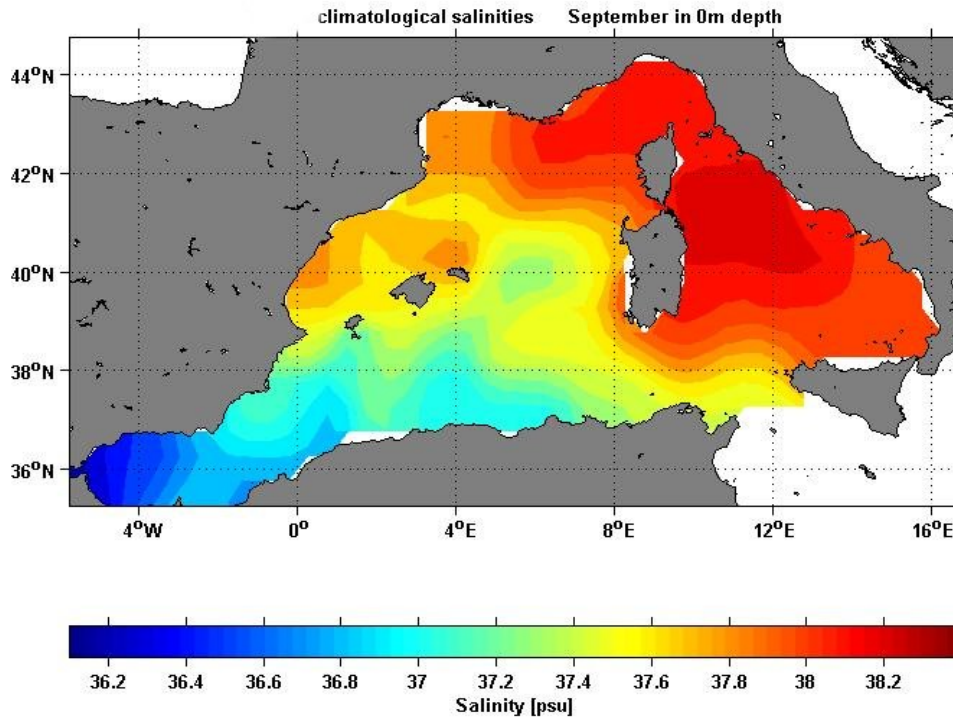 climatological salinities September in 0m depth
44°N
42°N
40°N
38°N
36°N
4°W 0° 4°E 8°E 12°E 16°E
36.2 36.4 36.6 36.8 37 37.2 37.4 37.6 37.8 38 38.2
Salinity [psu]